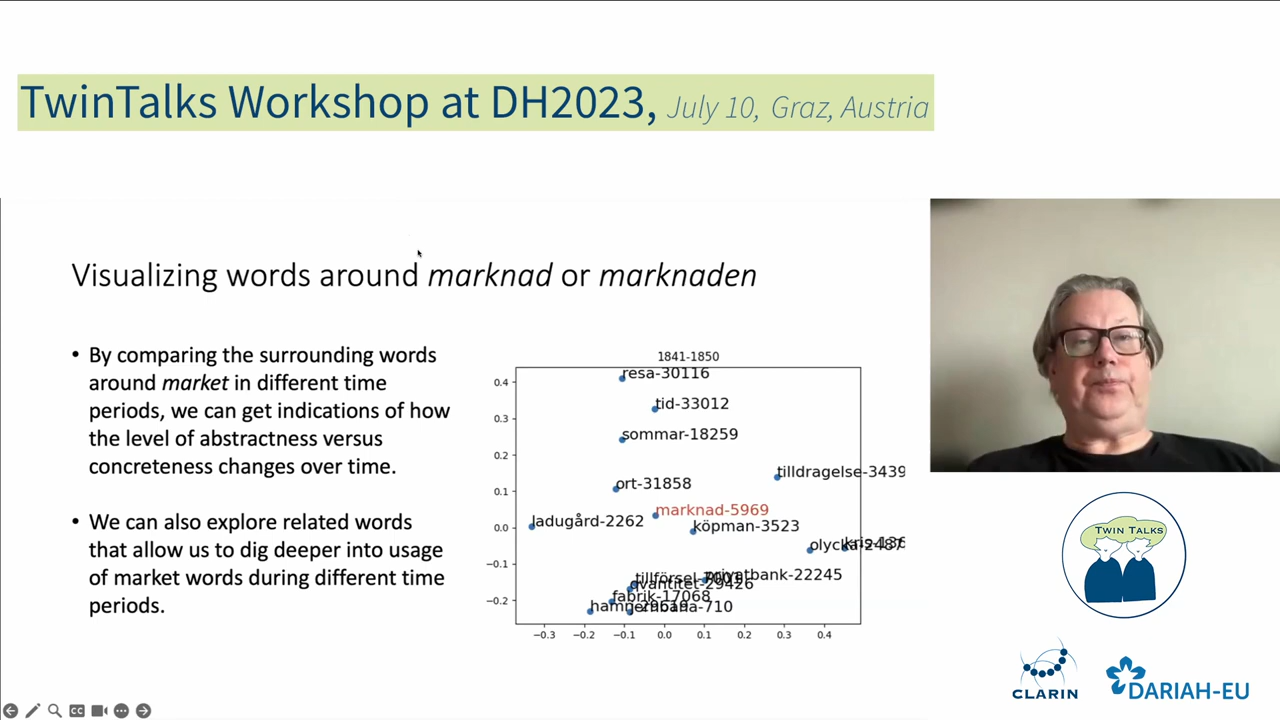 TwinTalks Workshop at DH2023, July 10, Graz, Austria
Visualizing words around marknad or marknaden
• By comparing the surrounding words
around market in different time
periods, we can get indications of how
the level of abstractness versus
concreteness changes over time.
• We can also explore related words
that allow us to dig deeper into usage
of market words during different time
periods.
1841-1850
resa-30116
tid-33012
sommar-18259
tilldragelse-3439
ort-31858
marknad-5969
ladugård-2262
köpman-3523
olycka-2487
privatbank-22245
kvantitet-29426
fabrik-17068
0.4
0.3
0.2
0.1
0.0
−0.1
−0.2
−0.3 −0.2 −0.1 0.0 0.1 0.2 0.3 0.4
TWIN TALKS
CLARIN
DARIAH-EU
CC